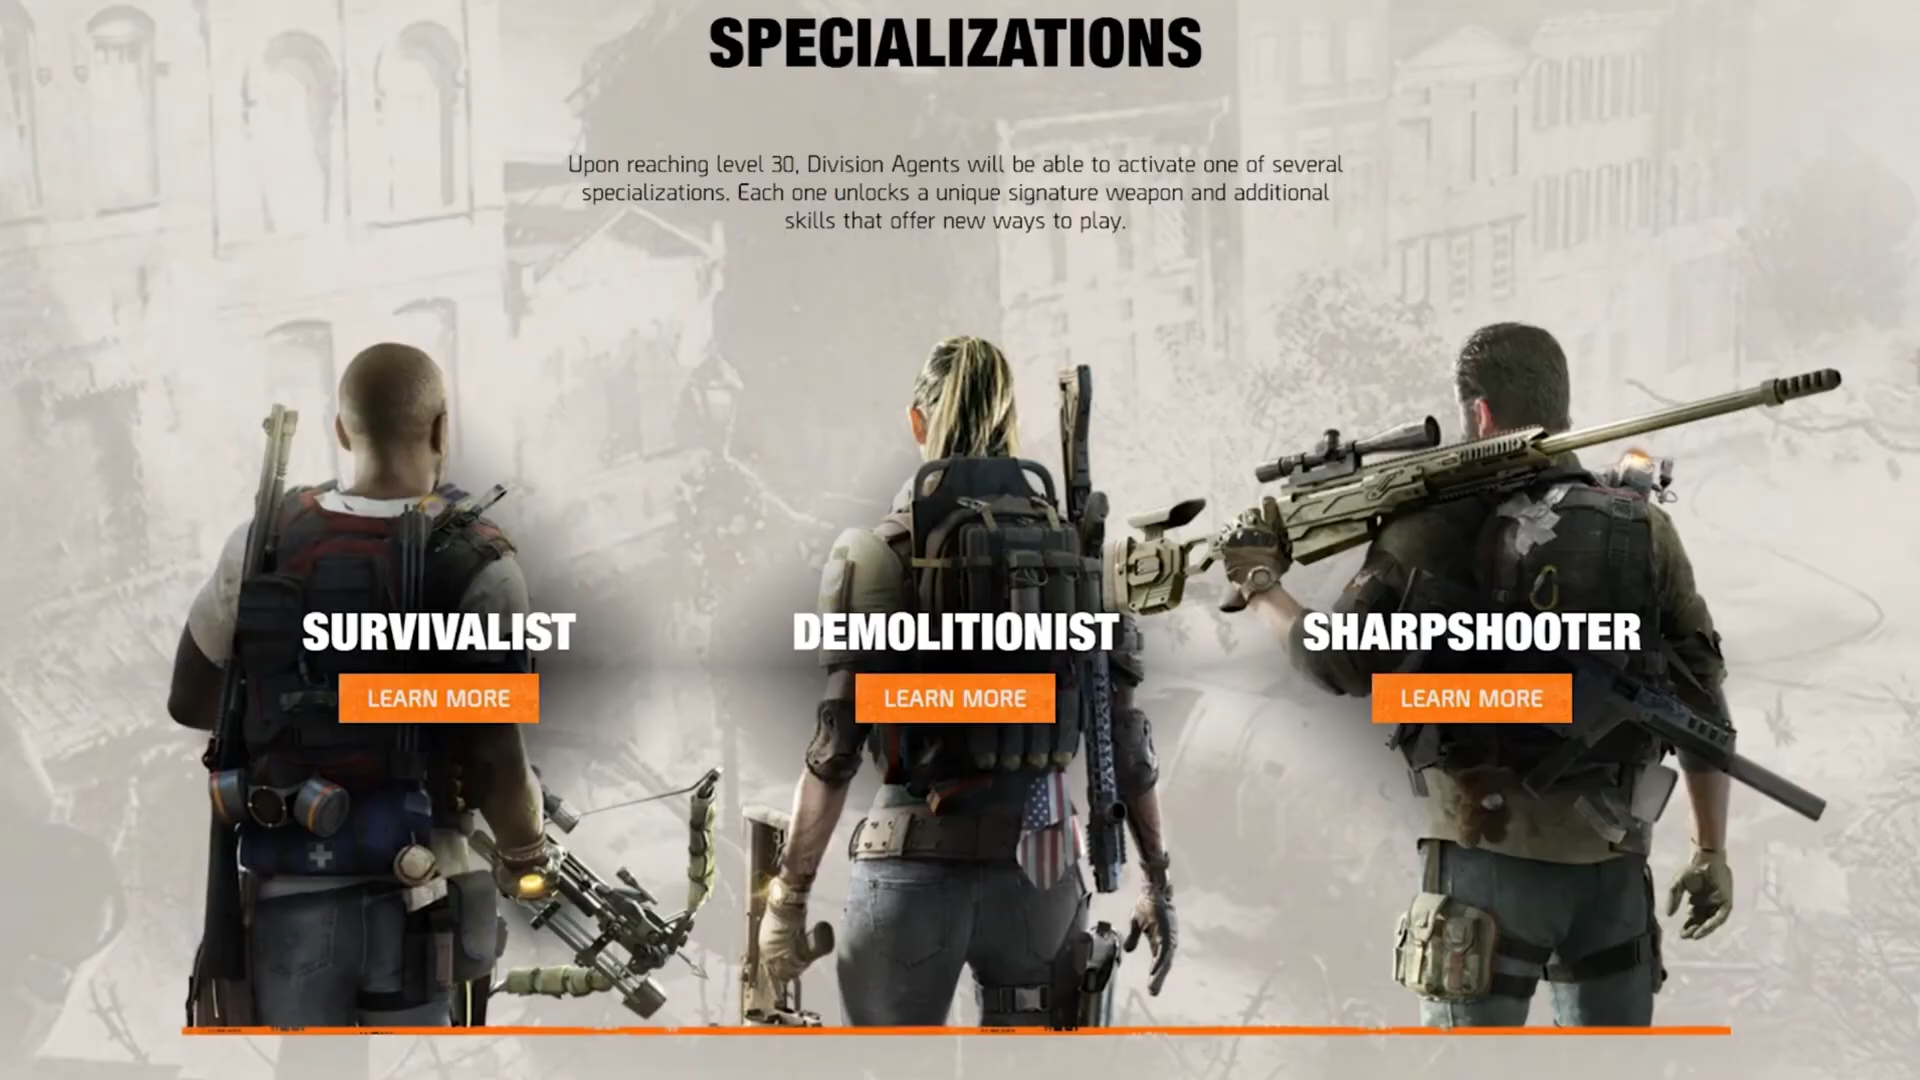 SPECIALIZATIONS
Upon reaching level 30, Division Agents will be able to activate one of several
specializations. Each one unlocks a unique signature weapon and additional
skills that offer new ways to play.
SURVIVALIST
DEMOLITIONIST
SHARPSHOOTER
LEARN MORE
LEARN MORE
LEARN MORE